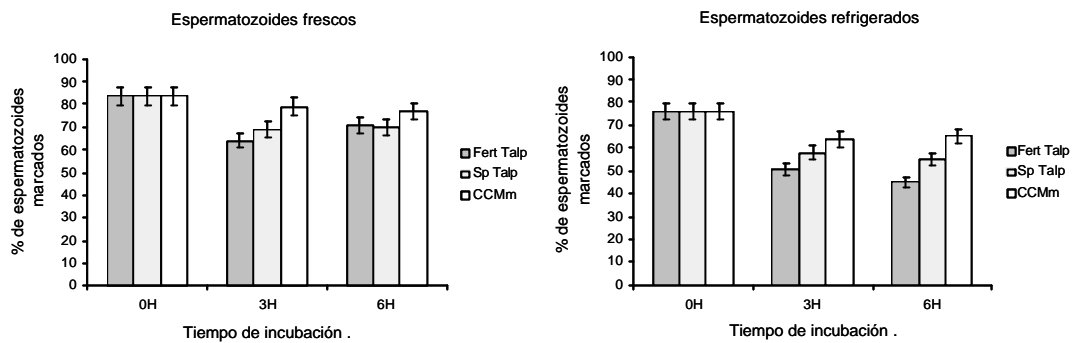 Espermatozoides frescos
% de espermatozoides
marcados
100
90
80
70
60
50
40
30
20
10
0
0H
3H
6H
Tiempo de incubación .
Fert Talp
Sp Talp
CCMm
Espermatozoides refrigerados
% de espermatozoides
marcados
100
90
80
70
60
50
40
30
20
10
0
0H
3H
6H
Tiempo de incubación .
Fert Talp
Sp Talp
CCMm